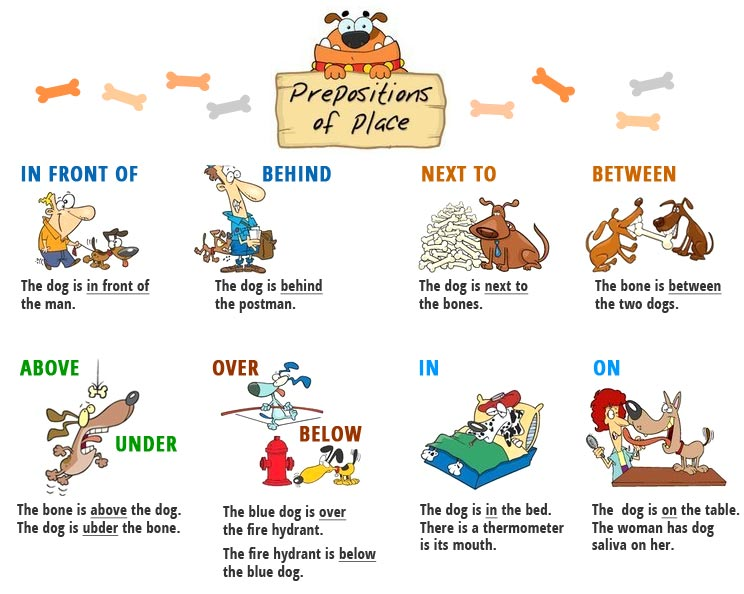 Prepositions
of Place
IN FRONT OF
The dog is in front of
the man.
BEHIND
The dog is behind
the postman.
NEXT TO
The dog is next to
the bones.
BETWEEN
The bone is between
the two dogs.
ABOVE
UNDER
The bone is above the dog.
The dog is ubder the bone.
OVER
BELOW
The blue dog is over
the fire hydrant.
The fire hydrant is below
the blue dog.
IN
The dog is in the bed.
There is a thermometer
is its mouth.
ON
The dog is on the table.
The woman has dog
saliva on her.